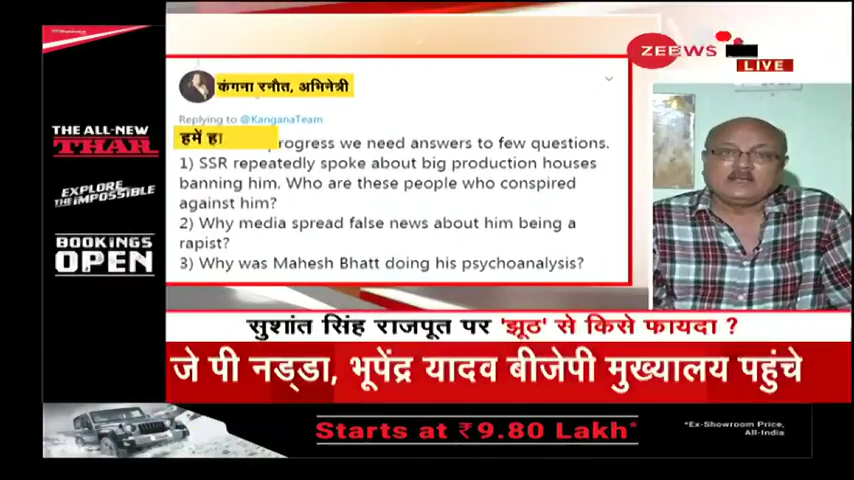 ZEE NEWS
LIVE
कंगना रनौत, अभिनेत्री
Replying to @KanganaTeam
हमें हा
progress we need answers to few questions.
1) SSR repeatedly spoke about big production houses
banning him. Who are these people who conspired
against him?
2) Why media spread false news about him being a
rapist?
3) Why was Mahesh Bhatt doing his psychoanalysis?
THE ALL-NEW
THAR
EXPLORE
THE IMPOSSIBLE
BOOKINGS
OPEN
सुशांत सिंह राजपूत पर 'झूठ' से किसे फायदा ?
जे पी नड्डा, भूपेंद्र यादव बीजेपी मुख्यालय पहुंचे
Starts at ₹9.80 Lakh*
*Ex-Showroom Price,
All-India